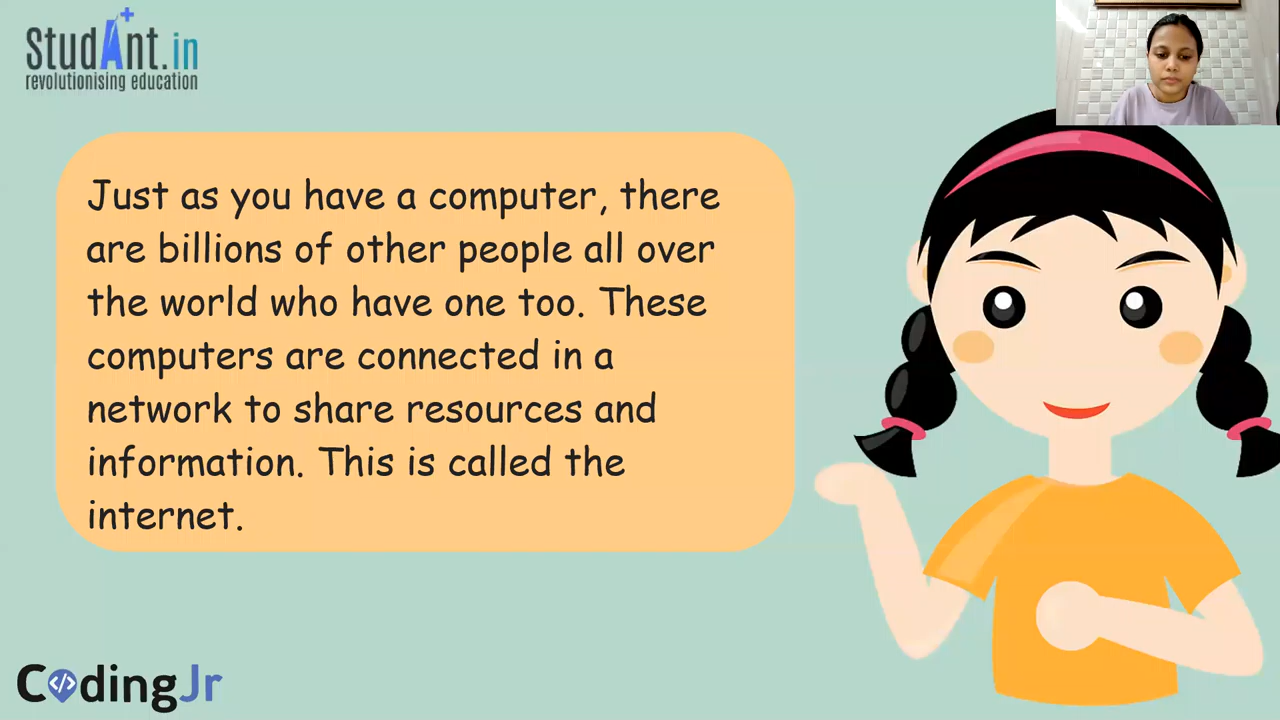 StudAnt.in
revolutionising education
Just as you have a computer, there
are billions of other people all over
the world who have one too. These
computers are connected in a
network to share resources and
information. This is called the
internet.
C</>dingJr